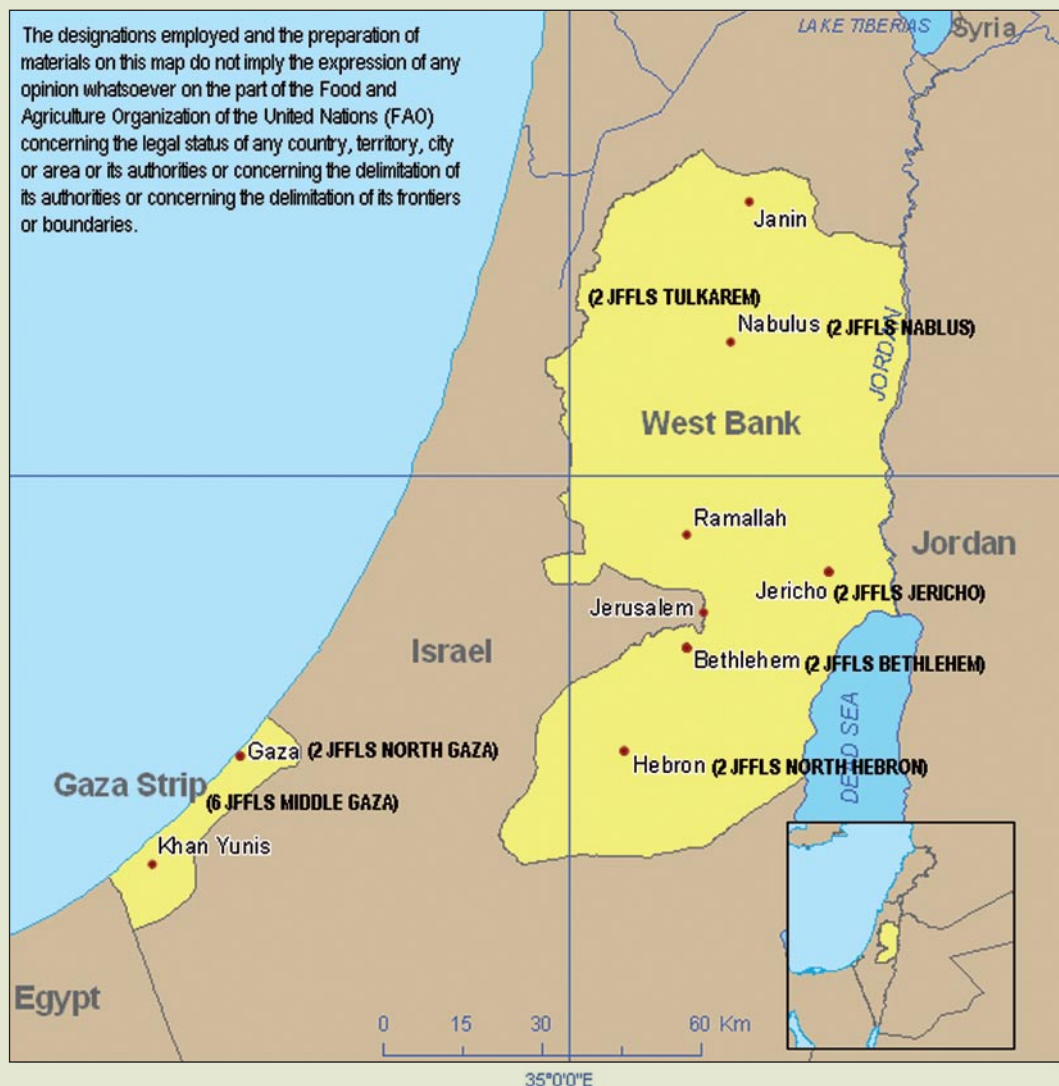 The designations employed and the preparation of
materials on this map do not imply the expression of any
opinion whatsoever on the part of the Food and
Agriculture Organization of the United Nations (FAO)
concerning the legal status of any country, territory, city
or area or its authorities or concerning the delimitation of
its authorities or concerning the delimitation of its frontiers
or boundaries.
LAKE TIBERIAS
Syria
Janin
(2 JFFLS TULKAREM)
Nabulus (2 JFFLS NABLUS)
JORDAN
West Bank
Ramallah
Jordan
Jericho (2 JFFLS JERICHO)
Jerusalem
Israel
Bethlehem (2 JFFLS BETHLEHEM)
DEAD SEA
Gaza (2 JFFLS NORTH GAZA)
Hebron (2 JFFLS NORTH HEBRON)
Gaza Strip
(6 JFFLS MIDDLE GAZA)
Khan Yunis
Egypt
0 15 30 60 Km
35°0'0"E